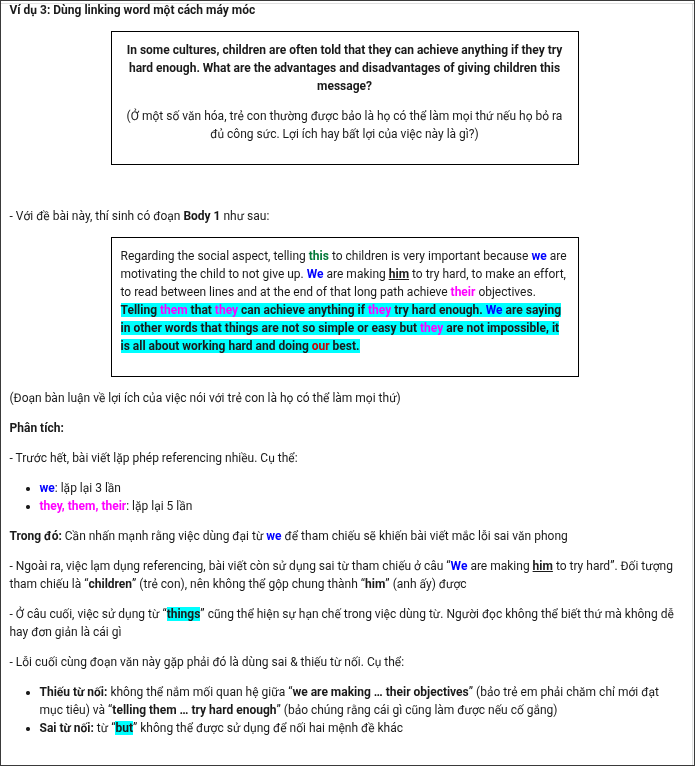 Ví dụ 3: Dùng linking word một cách máy móc
In some cultures, children are often told that they can achieve anything if they try
hard enough. What are the advantages and disadvantages of giving children this
message?
(Ở một số văn hóa, trẻ con thường được bảo là họ có thể làm mọi thứ nếu họ bỏ ra
đủ công sức. Lợi ích hay bất lợi của việc này là gì?)
- Với đề bài này, thí sinh có đoạn Body 1 như sau:
Regarding the social aspect, telling this to children is very important because we are
motivating the child to not give up. We are making him to try hard, to make an effort,
to read between lines and at the end of that long path achieve their objectives.
Telling them that they can achieve anything if they try hard enough. We are saying
in other words that things are not so simple or easy but they are not impossible, it
is all about working hard and doing our best.
(Đoạn bàn luận về lợi ích của việc nói với trẻ con là họ có thể làm mọi thứ)
Phân tích:
- Trước hết, bài viết lặp phép referencing nhiều. Cụ thể:
• we: lặp lại 3 lần
• they, them, their: lặp lại 5 lần
Trong đó: Cần nhấn mạnh rằng việc dùng đại từ we để tham chiếu sẽ khiến bài viết mắc lỗi sai văn phong
- Ngoài ra, việc lạm dụng referencing, bài viết còn sử dụng sai từ tham chiếu ở câu “We are making him to try hard”. Đối tượng
tham chiếu là “children” (trẻ con), nên không thể gộp chung thành “him” (anh ấy) được
- Ở câu cuối, việc sử dụng từ “things” cũng thể hiện sự hạn chế trong việc dùng từ. Người đọc không thể biết thứ mà không dễ
hay đơn giản là cái gì
- Lỗi cuối cùng đoạn văn này gặp phải đó là dùng sai & thiếu từ nối. Cụ thể:
• Thiếu từ nối: không thể nắm mối quan hệ giữa “we are making … their objectives” (bảo trẻ em phải chăm chỉ mới đạt
mục tiêu) và “telling them … try hard enough” (bảo chúng rằng cái gì cũng làm được nếu cố gắng)
• Sai từ nối: từ “but” không thể được sử dụng để nối hai mệnh đề khác